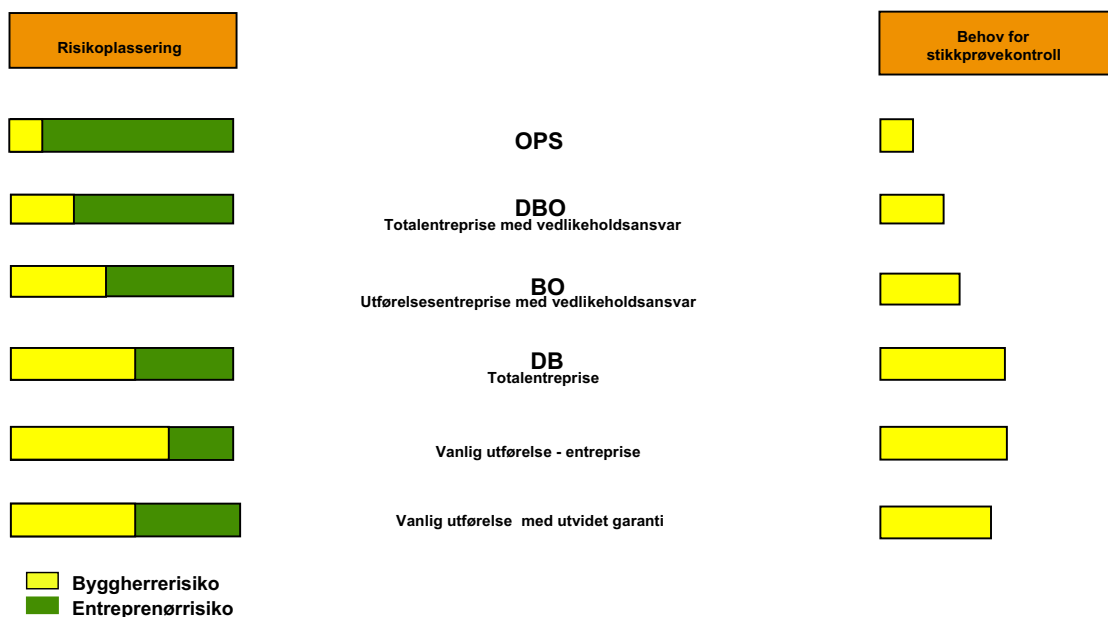 Risikoplassering
Behov for
stikkprøvekontroll
OPS
DBO
Totalentreprise med vedlikeholdsansvar
BO
Utførelsesentreprise med vedlikeholdsansvar
DB
Totalentreprise
Vanlig utførelse - entreprise
Vanlig utførelse med utvidet garanti
Byggherrerisiko
Entreprenørrisiko